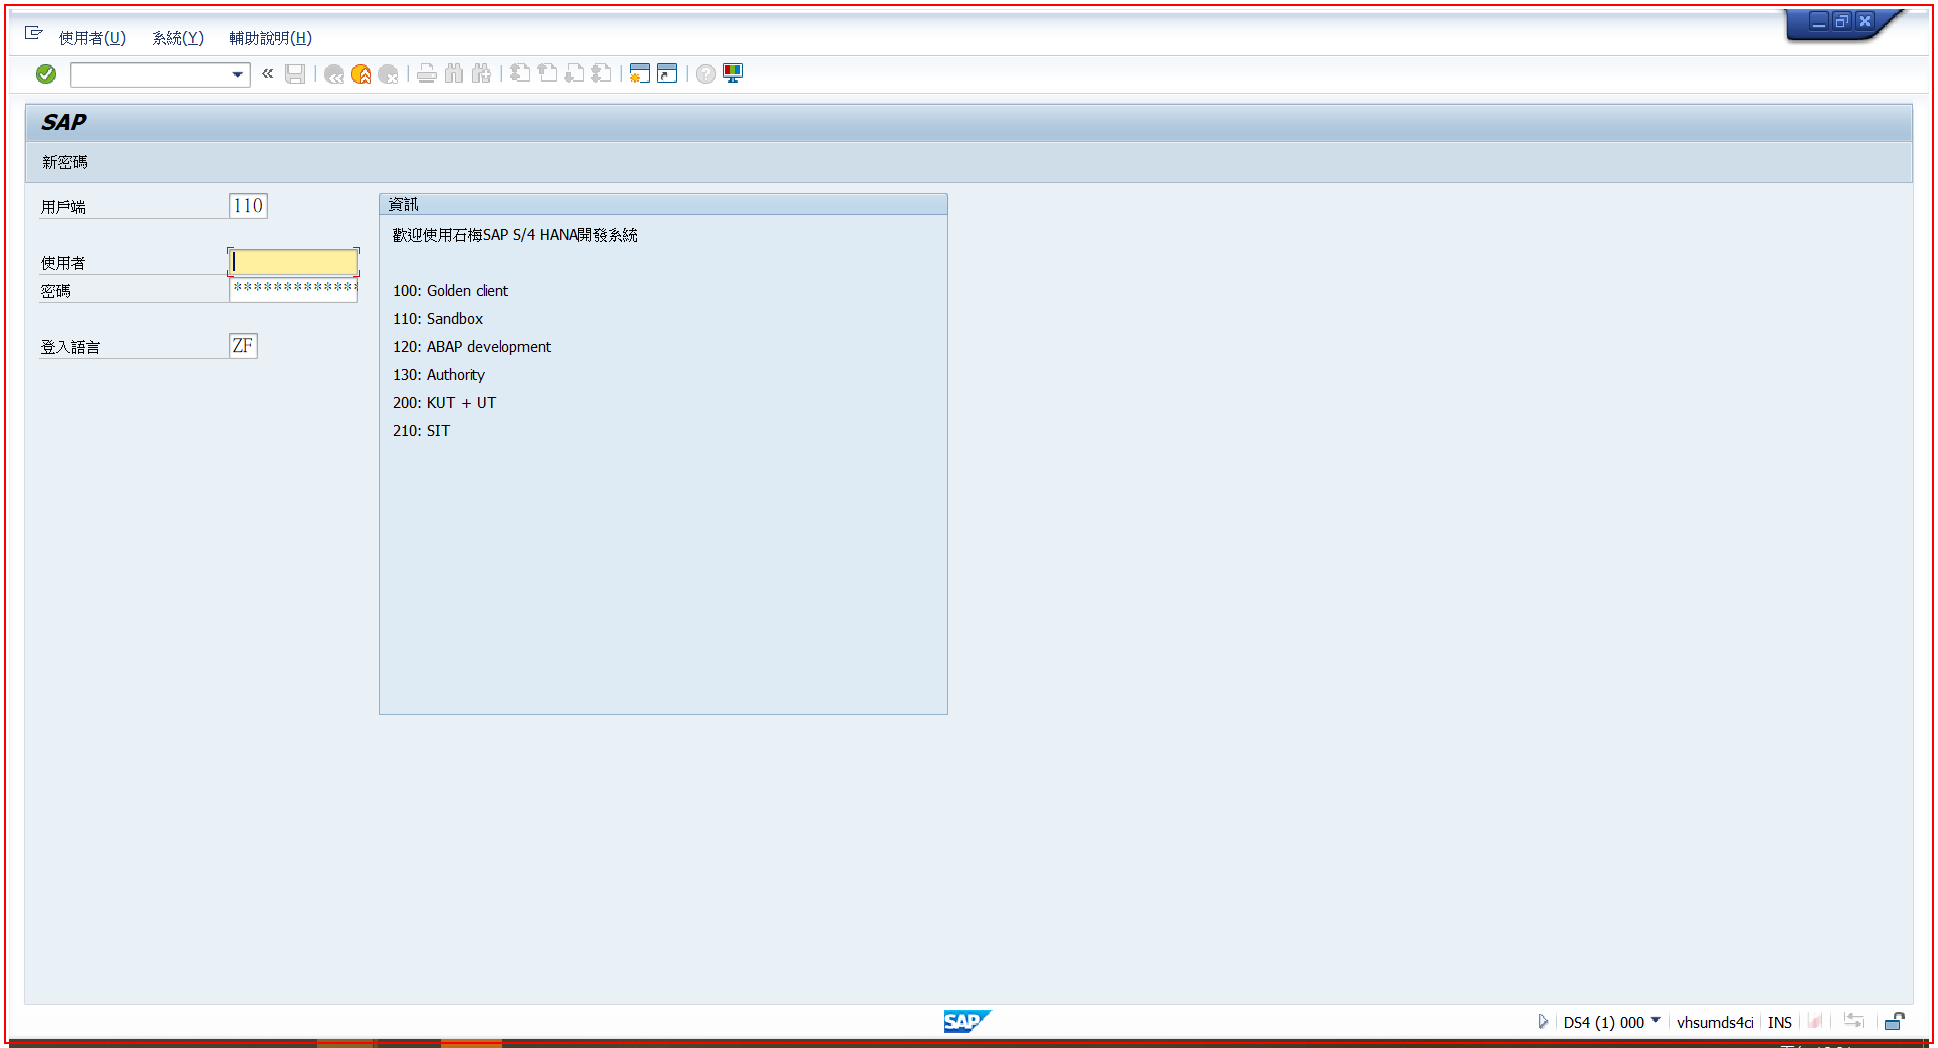 使用者(U) 系統(Y) 輔助說明(H)
SAP
新密碼
用戶端 110
使用者
密碼 *************
登入語言 ZF
資訊
歡迎使用石梅SAP S/4 HANA開發系統
100: Golden client
110: Sandbox
120: ABAP development
130: Authority
200: KUT + UT
210: SIT
SAP
DS4 (1) 000 vhsumds4ci INS